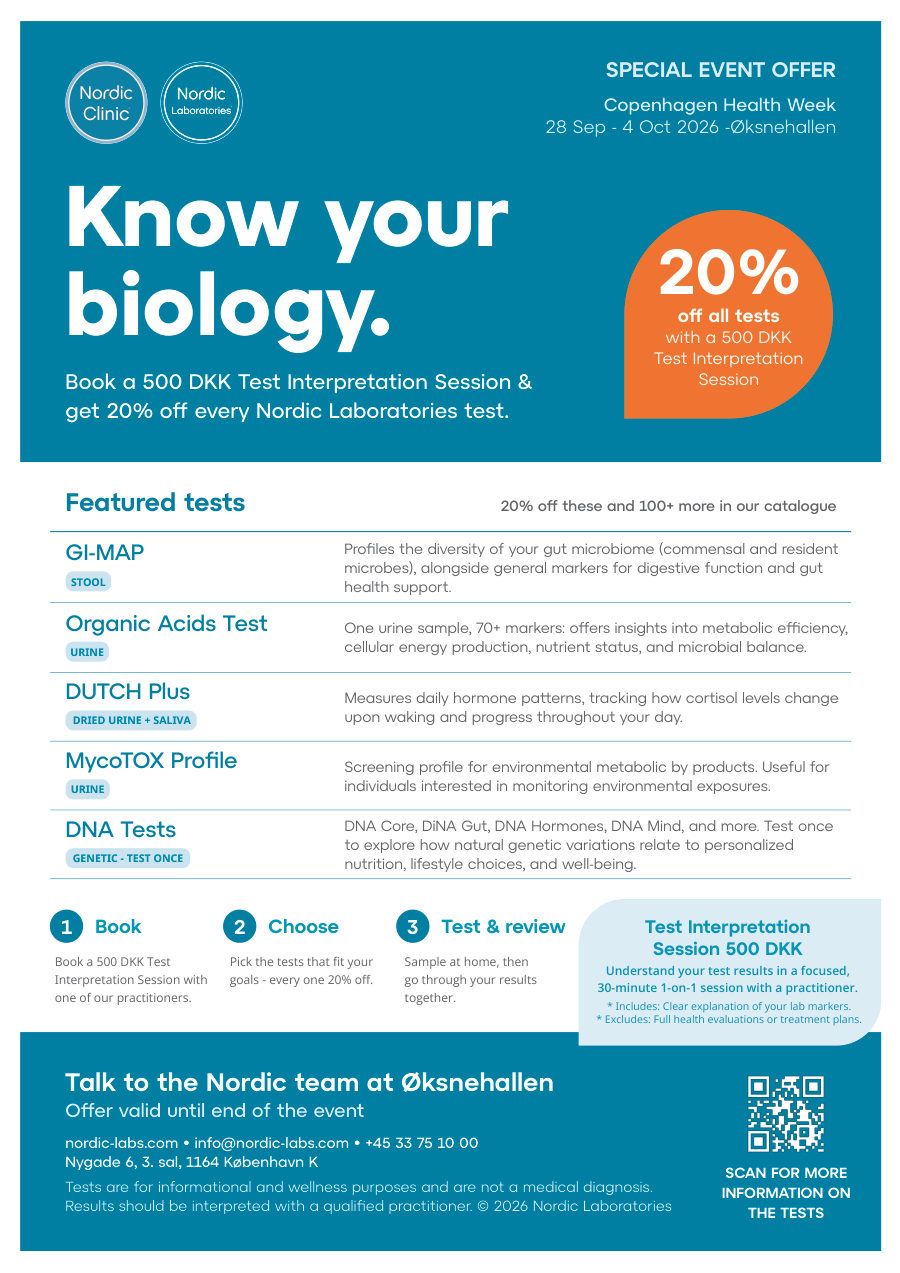 Nordic
Clinic
Nordic
Laboratories
SPECIAL EVENT OFFER
Copenhagen Health Week
28 Sep - 4 Oct 2026 -Øksnehallen
Know your
biology.
Book a 500 DKK Test Interpretation Session &
get 20% off every Nordic Laboratories test.
20%
off all tests
with a 500 DKK
Test Interpretation
Session
Featured tests
20% off these and 100+ more in our catalogue
GI-MAP
STOOL
Profiles the diversity of your gut microbiome (commensal and resident
microbes), alongside general markers for digestive function and gut
health support.
Organic Acids Test
URINE
One urine sample, 70+ markers: offers insights into metabolic efficiency,
cellular energy production, nutrient status, and microbial balance.
DUTCH Plus
DRIED URINE + SALIVA
Measures daily hormone patterns, tracking how cortisol levels change
upon waking and progress throughout your day.
MycoTOX Profile
URINE
Screening profile for environmental metabolic by products. Useful for
individuals interested in monitoring environmental exposures.
DNA Tests
GENETIC - TEST ONCE
DNA Core, DiNA Gut, DNA Hormones, DNA Mind, and more. Test once
to explore how natural genetic variations relate to personalized
nutrition, lifestyle choices, and well-being.
1 Book
Book a 500 DKK Test
Interpretation Session with
one of our practitioners.
2 Choose
Pick the tests that fit your
goals - every one 20% off.
3 Test & review
Sample at home, then
go through your results
together.
Test Interpretation
Session 500 DKK
Understand your test results in a focused,
30-minute 1-on-1 session with a practitioner.
* Includes: Clear explanation of your lab markers.
* Excludes: Full health evaluations or treatment plans.
Talk to the Nordic team at Øksnehallen
Offer valid until end of the event
nordic-labs.com • info@nordic-labs.com • +45 33 75 10 00
Nygade 6, 3. sal, 1164 København K
Tests are for informational and wellness purposes and are not a medical diagnosis.
Results should be interpreted with a qualified practitioner. © 2026 Nordic Laboratories
SCAN FOR MORE
INFORMATION ON
THE TESTS